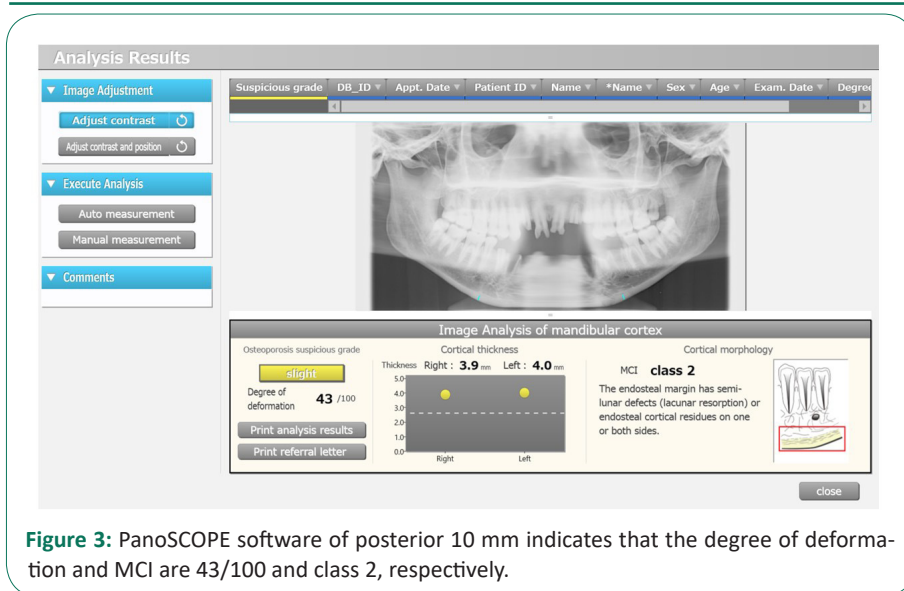 Analysis Results
Image Adjustment
Adjust contrast
Adjust contrast and position
Execute Analysis
Auto measurement
Manual measurement
Comments
Suspicious grade DB_ID Appt. Date Patient ID Name *Name Sex Age Exam. Date Degree
Image Analysis of mandibular cortex
Osteoporosis suspicious grade
slight
Degree of
deformation 43 /100
Print analysis results
Print referral letter
Cortical thickness
Thickness Right : 3.9 mm Left : 4.0 mm
5.0
4.0
3.0
2.0
1.0
0.0
Right Left
Cortical morphology
MCI class 2
The endosteal margin has semi-
lunar defects (lacunar resorption) or
endosteal cortical residues on one
or both sides.
close
Figure 3: PanoSCOPE software of posterior 10 mm indicates that the degree of deforma-
tion and MCI are 43/100 and class 2, respectively.